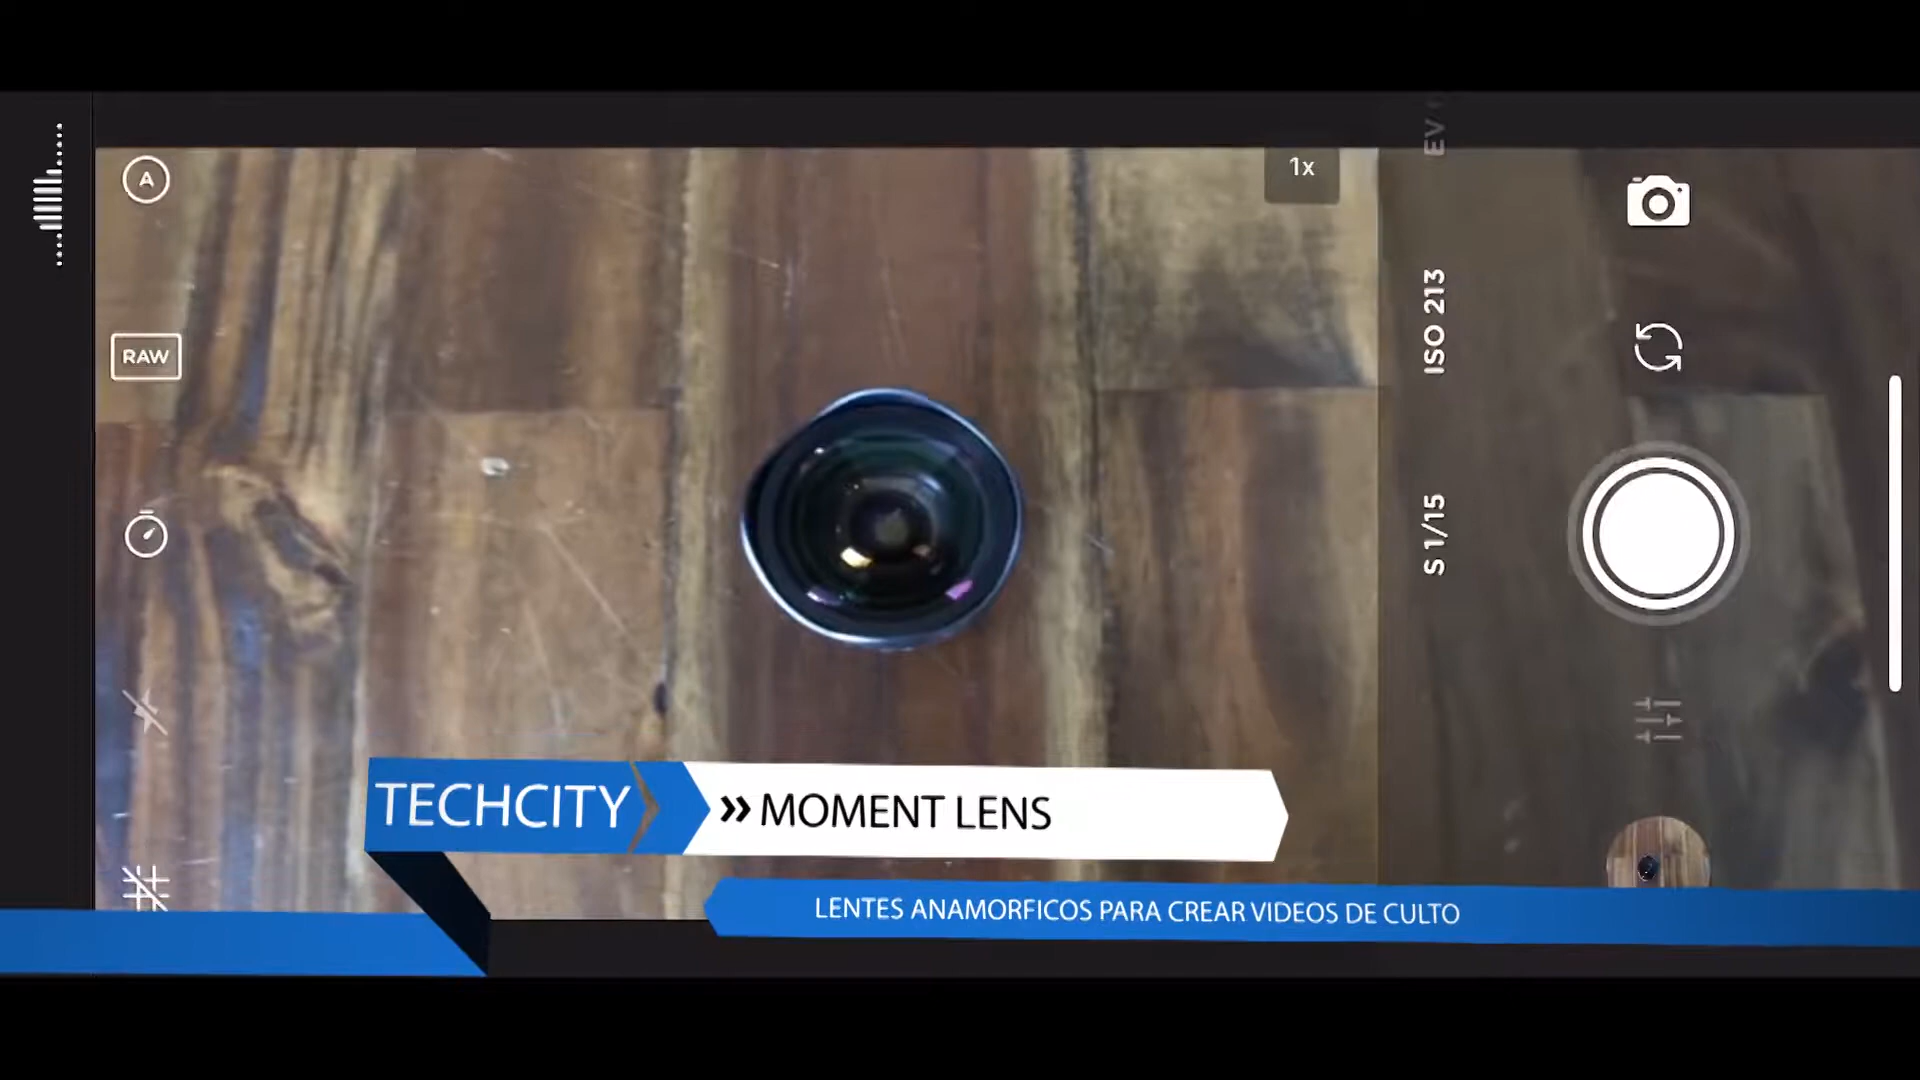 A
RAW
1x
EV
ISO 213
S 1/15
TECHCITY
» MOMENT LENS
LENTES ANAMORFICOS PARA CREAR VIDEOS DE CULTO